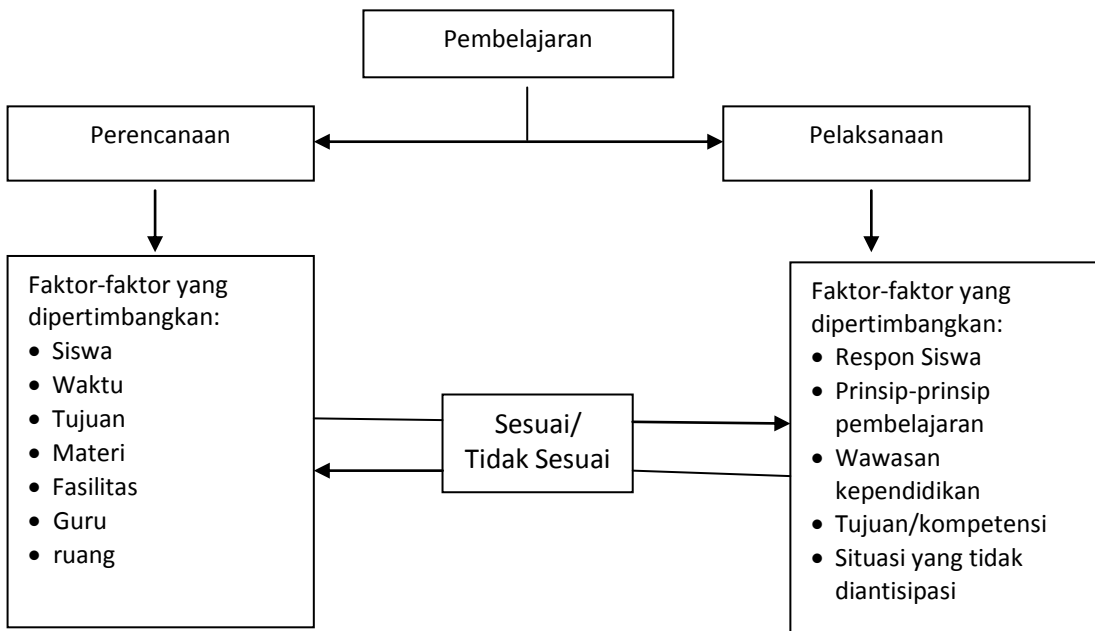 Pembelajaran
Perencanaan
Pelaksanaan
Faktor-faktor yang
dipertimbangkan:
• Siswa
• Waktu
• Tujuan
• Materi
• Fasilitas
• Guru
• ruang
Sesuai/
Tidak Sesuai
Faktor-faktor yang
dipertimbangkan:
• Respon Siswa
• Prinsip-prinsip
pembelajaran
• Wawasan
kependidikan
• Tujuan/kompetensi
• Situasi yang tidak
diantisipasi